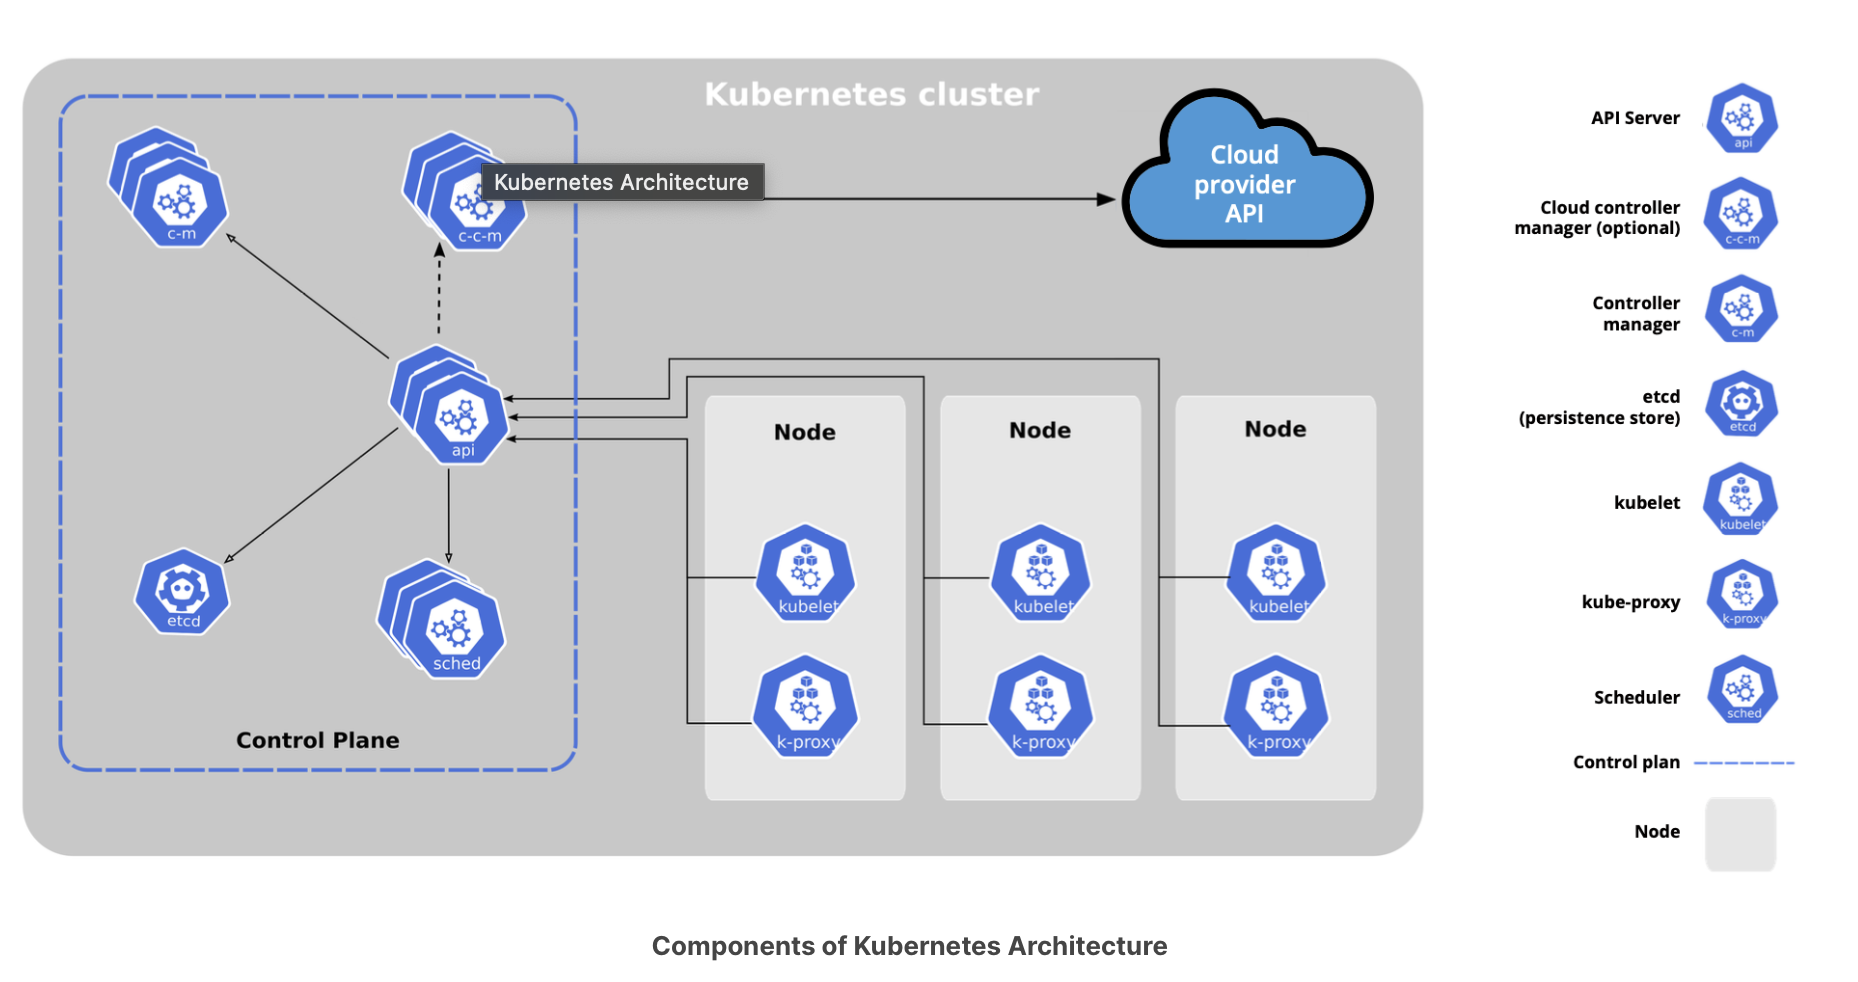 Kubernetes cluster
c-m
c-c-m
Kubernetes Architecture
Cloud
provider
API
api
etcd
sched
Control Plane
Node
kubelet
k-proxy
Node
kubelet
k-proxy
Node
kubelet
k-proxy
API Server
api
Cloud controller
manager (optional)
c-c-m
Controller
manager
c-m
etcd
(persistence store)
etcd
kubelet
kubelet
kube-proxy
k-proxy
Scheduler
sched
Control plan
Node
Components of Kubernetes Architecture